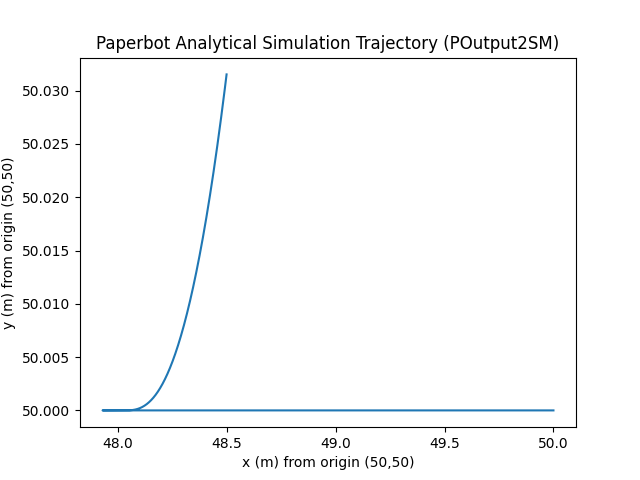 Paperbot Analytical Simulation Trajectory (POutput2SM)
50.030
50.025
50.020
50.015
50.010
50.005
50.000
y (m) from origin (50,50)
48.0 48.5 49.0 49.5 50.0
x (m) from origin (50,50)